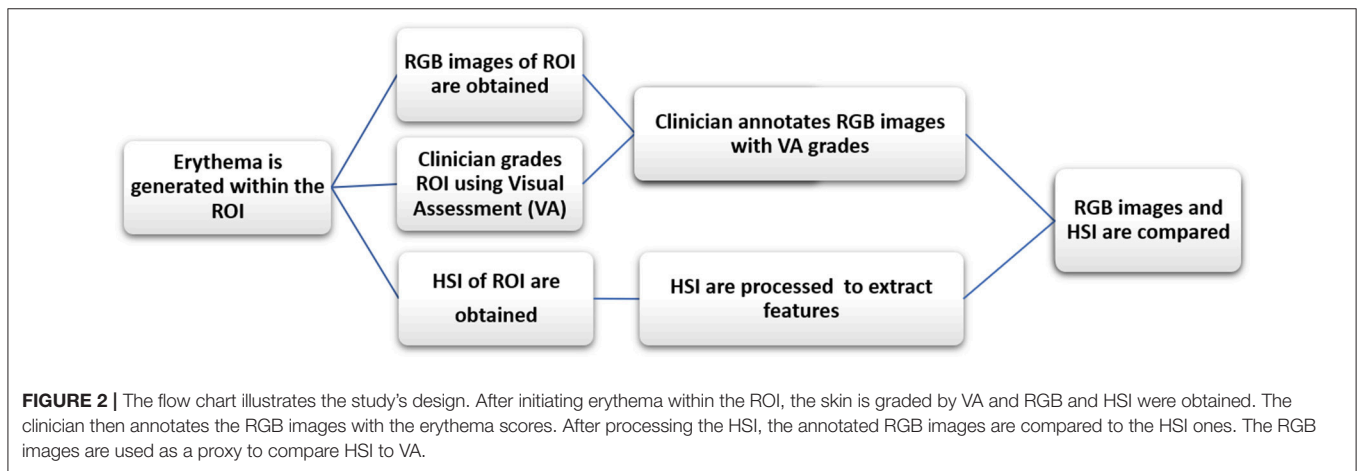 Erythema is
generated within the
ROI
RGB images of ROI
are obtained
Clinician grades
ROI using Visual
Assessment (VA)
HSI of ROI are
obtained
Clinician annotates RGB images
with VA grades
HSI are processed to extract
features
RGB images and
HSI are compared
FIGURE 2 | The flow chart illustrates the study’s design. After initiating erythema within the ROI, the skin is graded by VA and RGB and HSI were obtained. The
clinician then annotates the RGB images with the erythema scores. After processing the HSI, the annotated RGB images are compared to the HSI ones. The RGB
images are used as a proxy to compare HSI to VA.